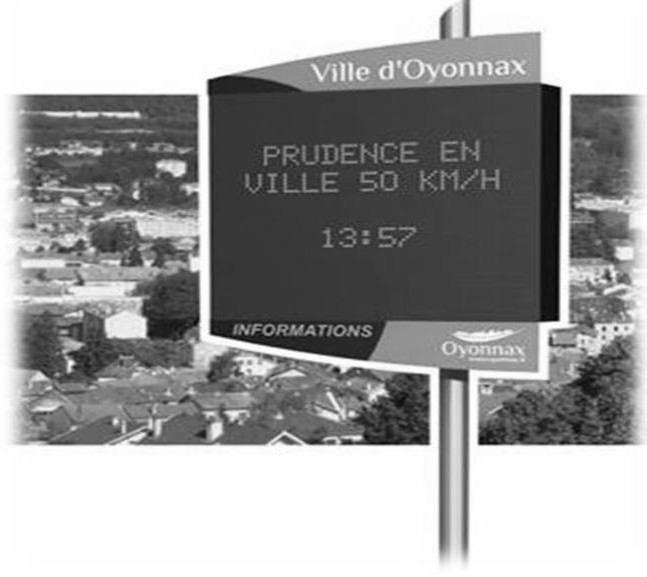 Ville d'Oyonnax
PRUDENCE EN
VILLE 50 KM/H
13:57
INFORMATIONS
Oyonnax